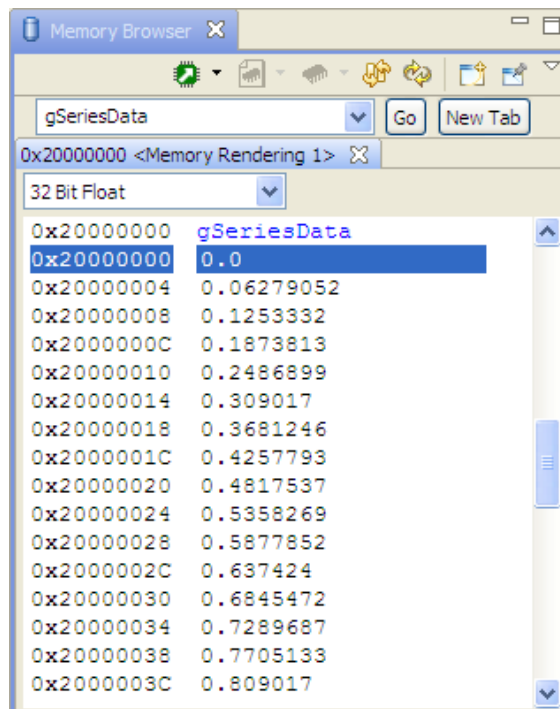 Memory Browser
gSeriesData Go New Tab
0x20000000 <Memory Rendering 1>
32 Bit Float
0x20000000 gSeriesData
0x20000000 0.0
0x20000004 0.06279052
0x20000008 0.1253332
0x2000000C 0.1873813
0x20000010 0.2486899
0x20000014 0.309017
0x20000018 0.3681246
0x2000001C 0.4257793
0x20000020 0.4817537
0x20000024 0.5358269
0x20000028 0.5877852
0x2000002C 0.637424
0x20000030 0.6845472
0x20000034 0.7289687
0x20000038 0.7705133
0x2000003C 0.809017